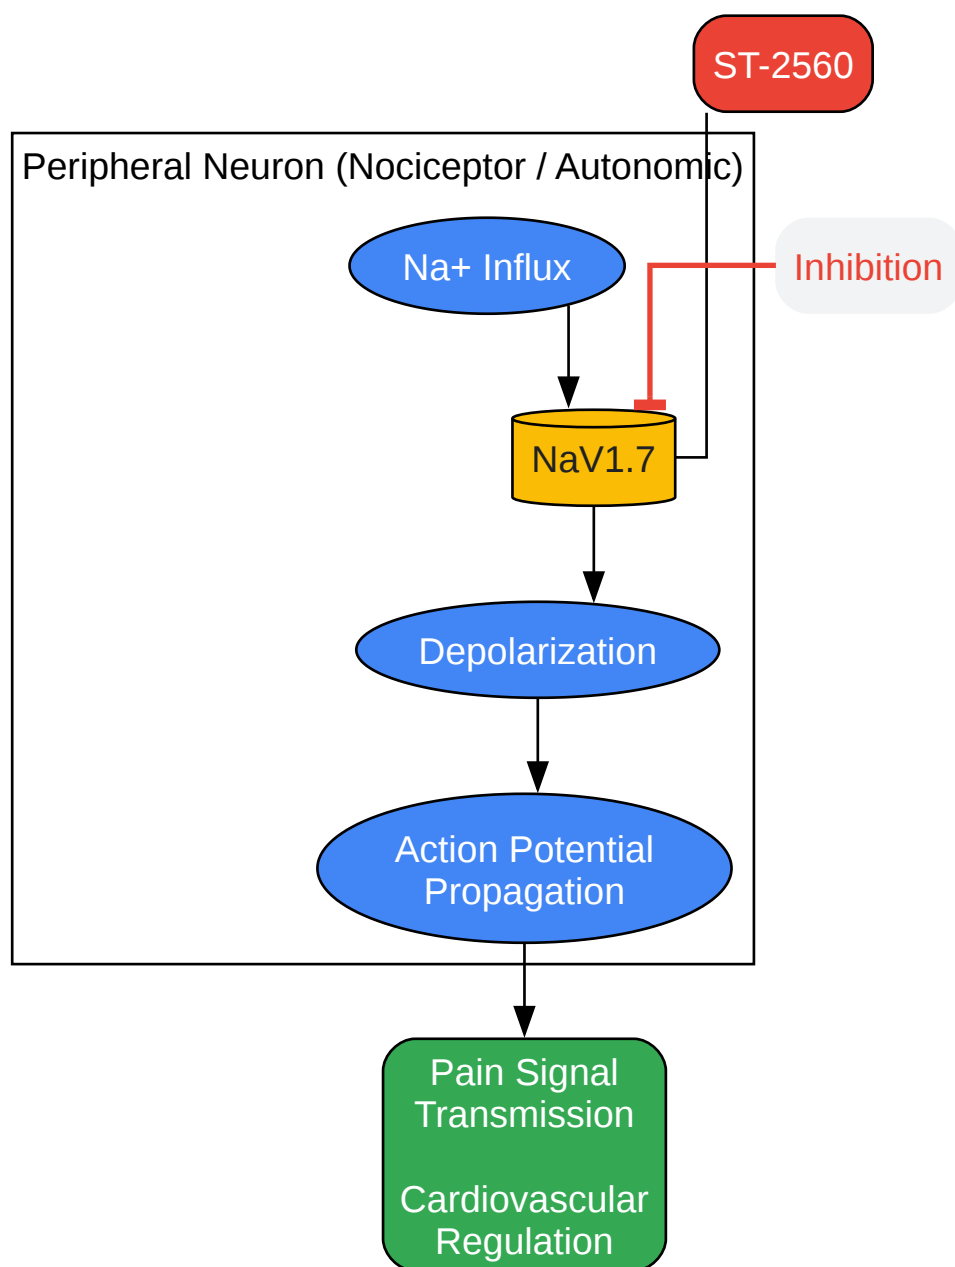 ST-2560
Peripheral Neuron (Nociceptor / Autonomic)
Na+ Influx
Inhibition
NaV1.7
Depolarization
Action Potential
Propagation
Pain Signal
Transmission
Cardiovascular
Regulation